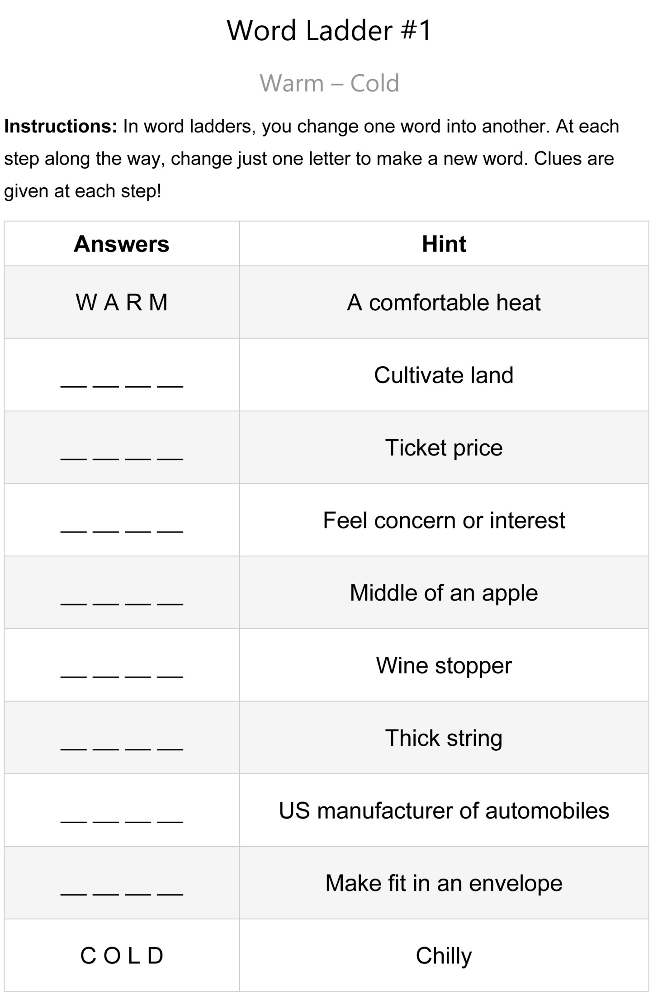 Word Ladder #1
Warm – Cold
Instructions: In word ladders, you change one word into another. At each
step along the way, change just one letter to make a new word. Clues are
given at each step!
Answers Hint
W A R M A comfortable heat
__ __ __ __ Cultivate land
__ __ __ __ Ticket price
__ __ __ __ Feel concern or interest
__ __ __ __ Middle of an apple
__ __ __ __ Wine stopper
__ __ __ __ Thick string
__ __ __ __ US manufacturer of automobiles
__ __ __ __ Make fit in an envelope
C O L D Chilly